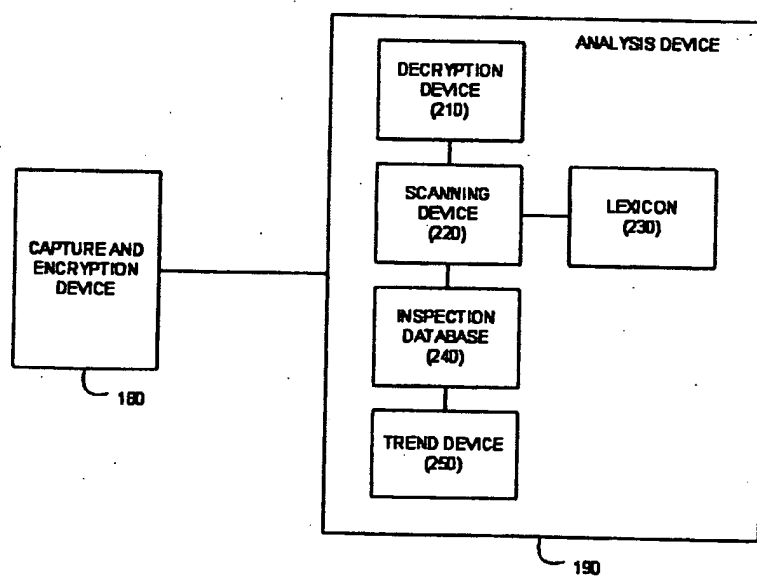 ANALYSIS DEVICE
DECRYPTION
DEVICE
(210)
SCANNING
DEVICE
(220)
LEXICON
(230)
CAPTURE AND
ENCRYPTION
DEVICE
INSPECTION
DATABASE
(240)
TREND DEVICE
(250)
180
190